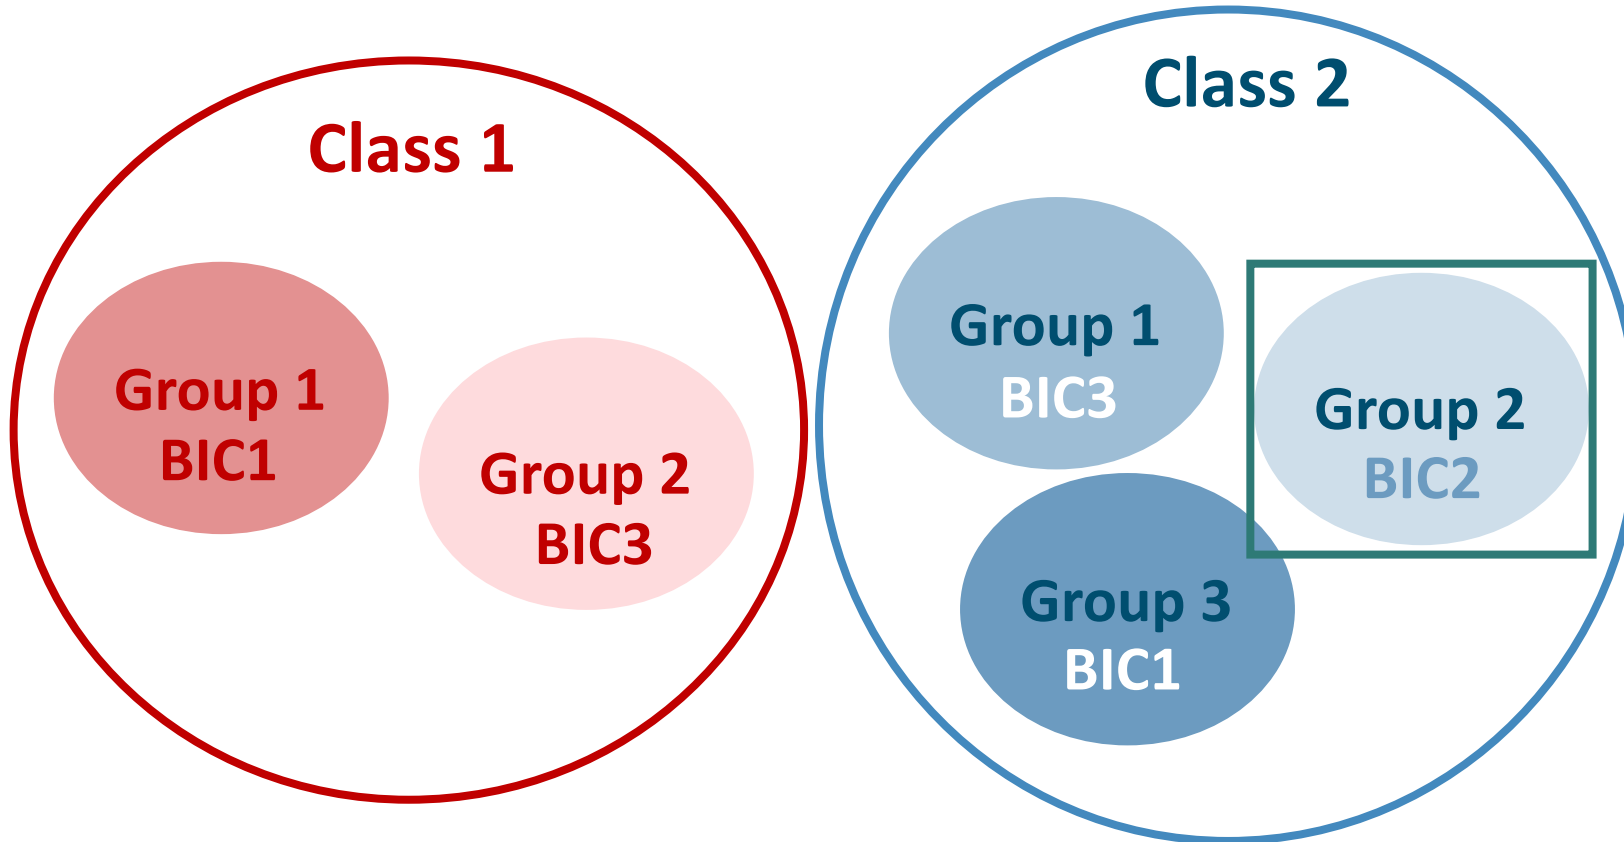 Class 1
Group 1
BIC1
Group 2
BIC3
Class 2
Group 1
BIC3
Group 2
BIC2
Group 3
BIC1